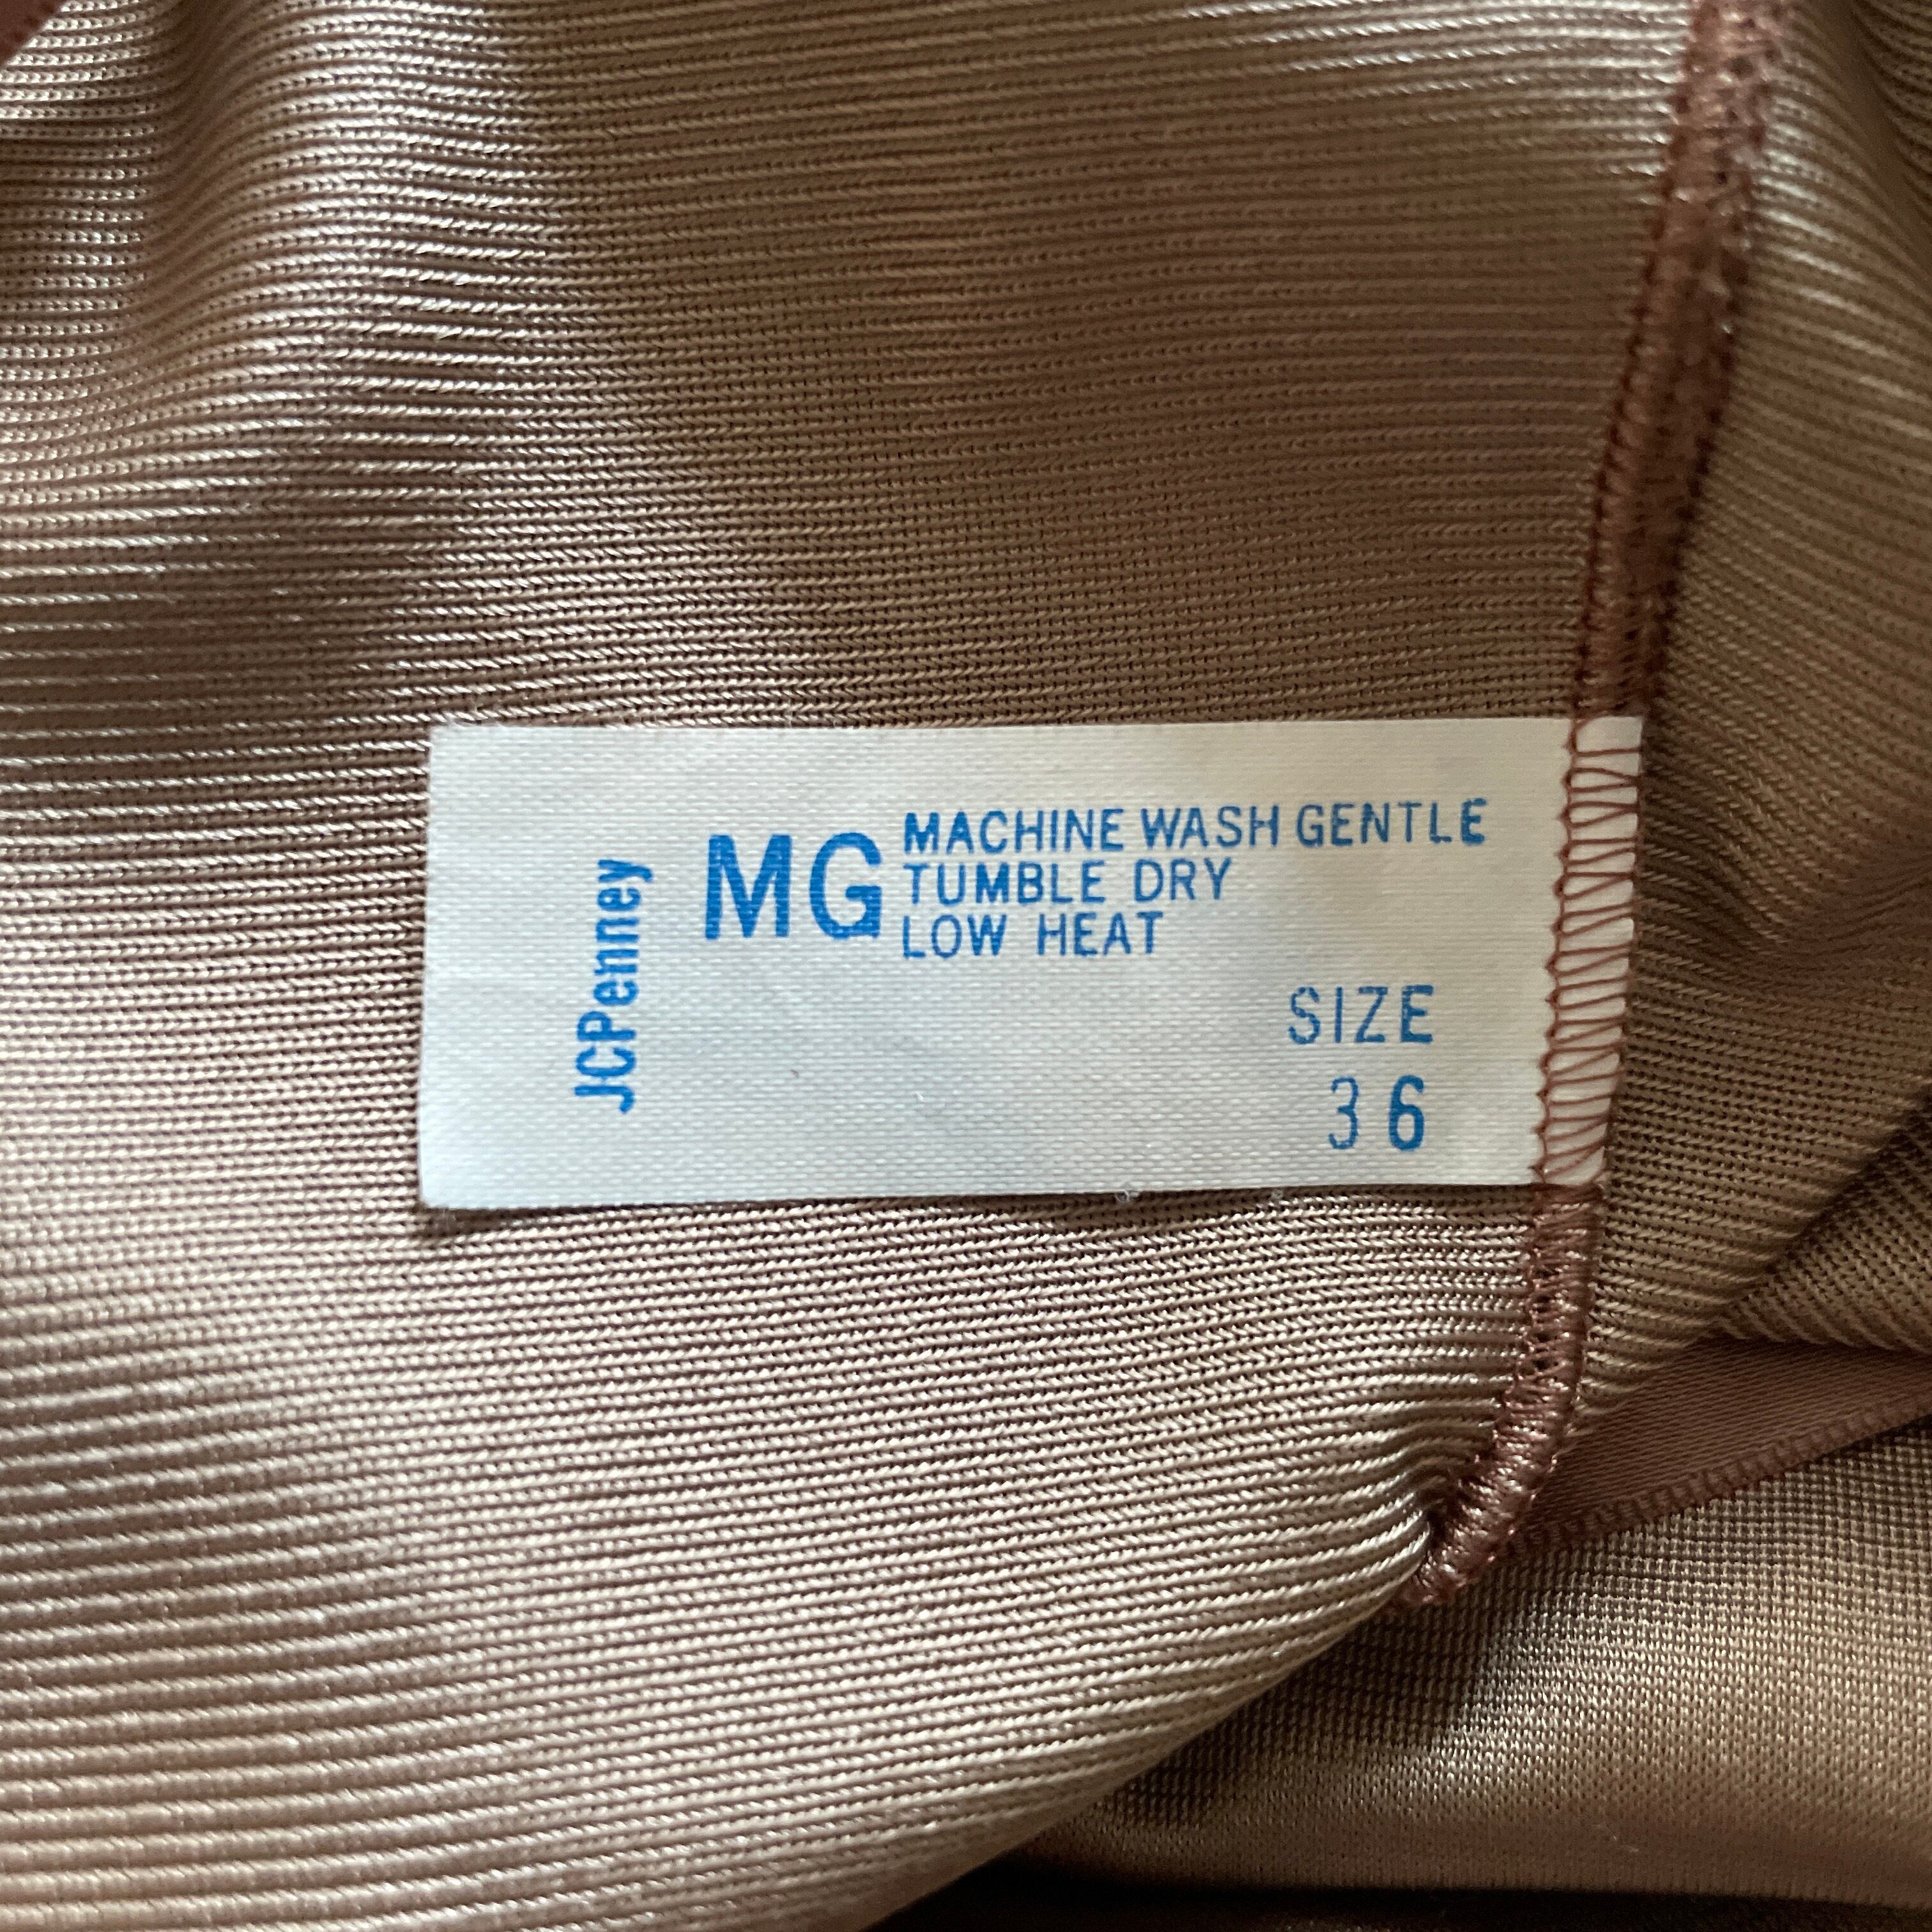 JCPenney
MG
MACHINE WASH GENTLE
TUMBLE DRY
LOW HEAT
SIZE
36